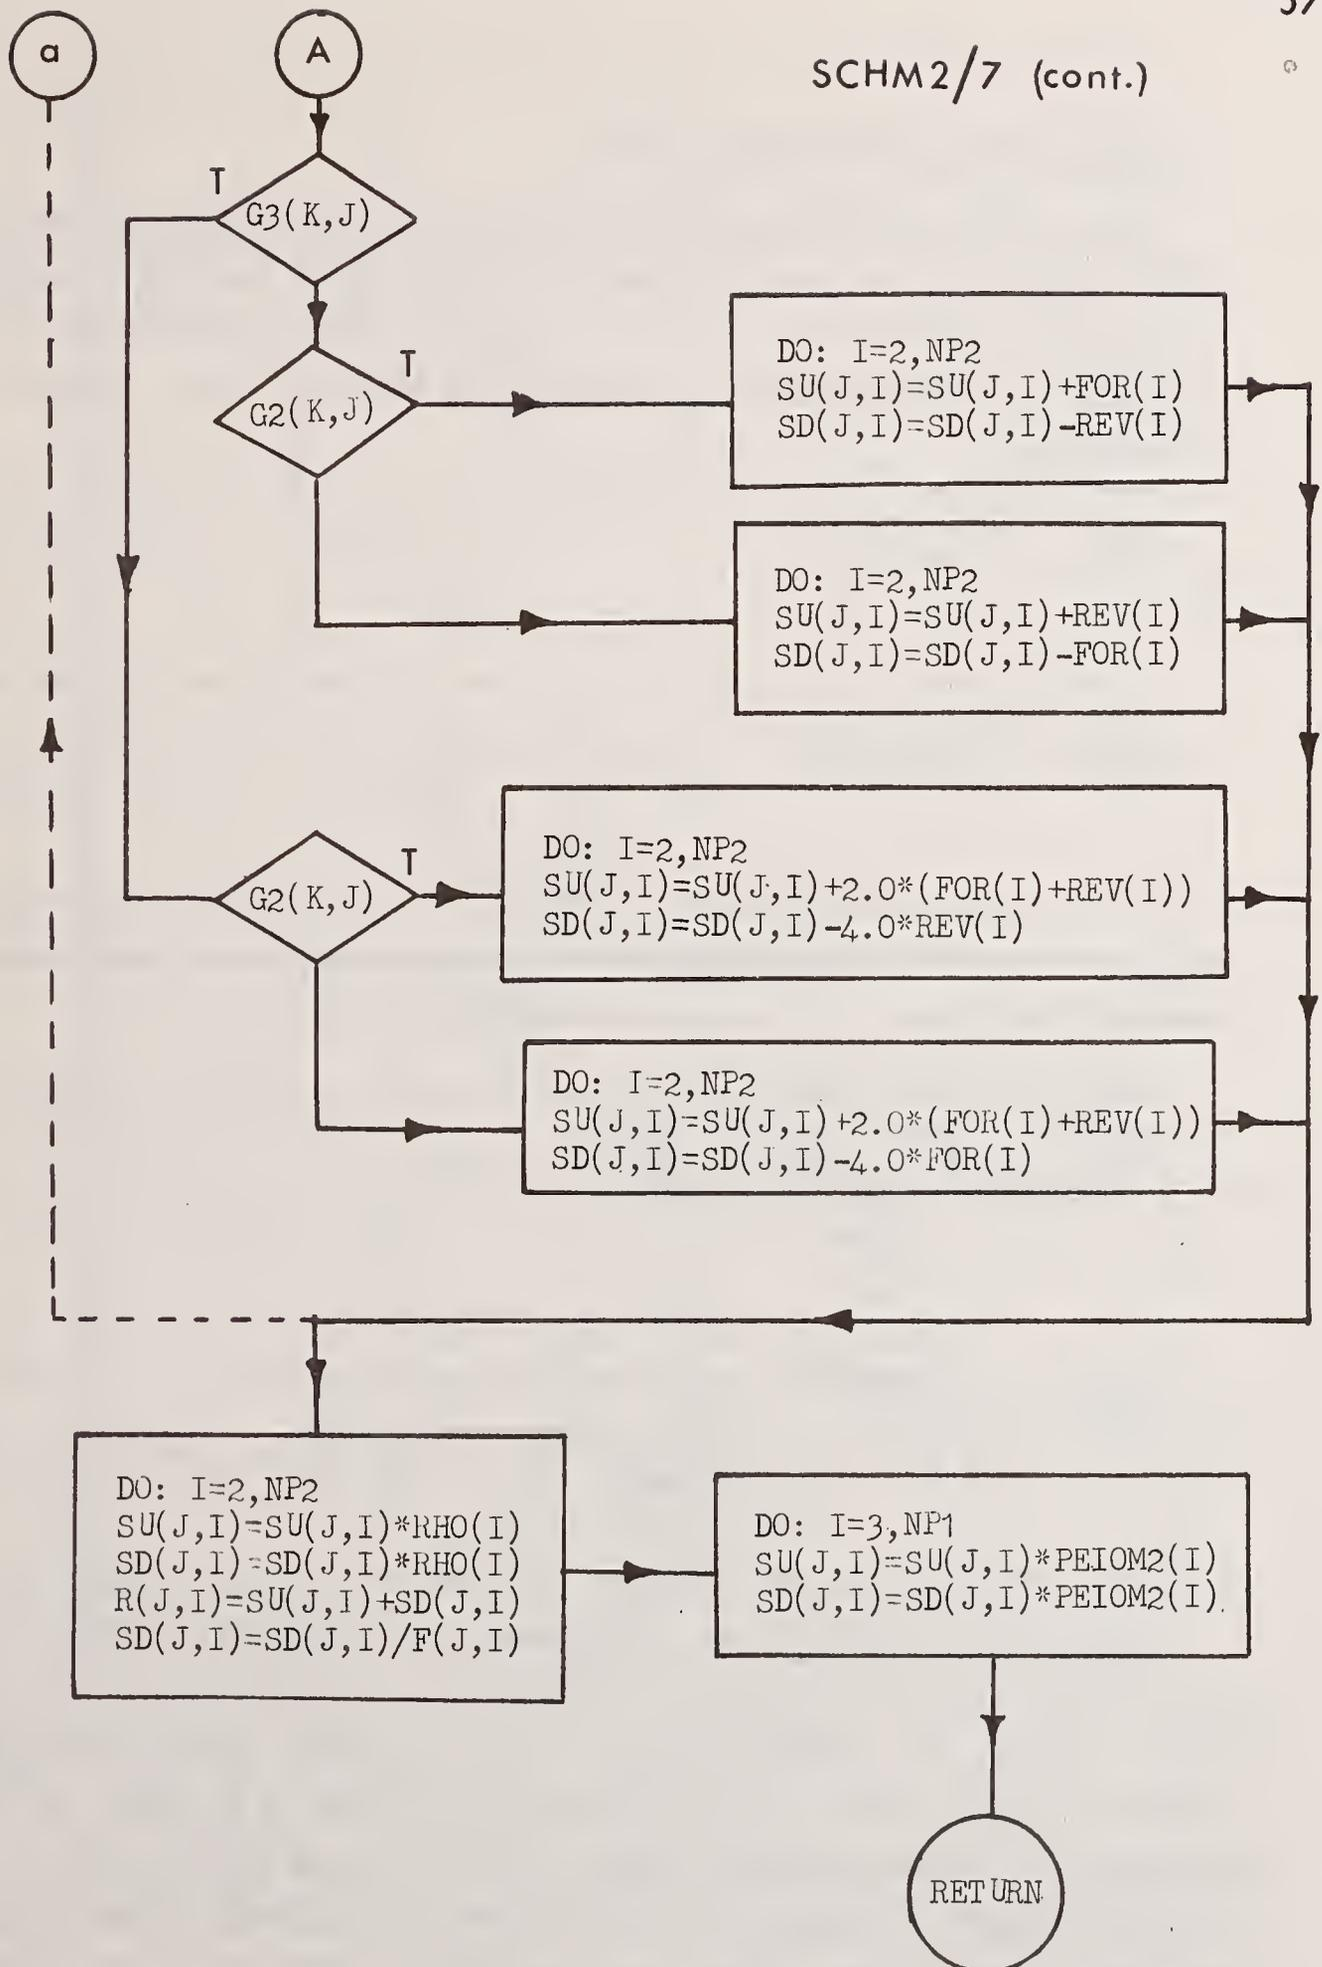 a
A
SCHM2/7 (cont.)
T
G3(K,J)
T
G2(K,J)
DO: I=2,NP2
SU(J,I)=SU(J,I)+FOR(I)
SD(J,I)=SD(J,I)-REV(I)
DO: I=2,NP2
SU(J,I)=SU(J,I)+REV(I)
SD(J,I)=SD(J,I)-FOR(I)
T
G2(K,J)
DO: I=2,NP2
SU(J,I)=SU(J,I)+2.0*(FOR(I)+REV(I))
SD(J,I)=SD(J,I)-4.0*REV(I)
DO: I=2,NP2
SU(J,I)=SU(J,I)+2.0*(FOR(I)+REV(I))
SD(J,I)=SD(J,I)-4.0*FOR(I)
DO: I=2,NP2
SU(J,I)=SU(J,I)*RHO(I)
SD(J,I)=SD(J,I)*RHO(I)
R(J,I)=SU(J,I)+SD(J,I)
SD(J,I)=SD(J,I)/F(J,I)
DO: I=3,NP1
SU(J,I)=SU(J,I)*PEIOM2(I)
SD(J,I)=SD(J,I)*PEIOM2(I)
RETURN